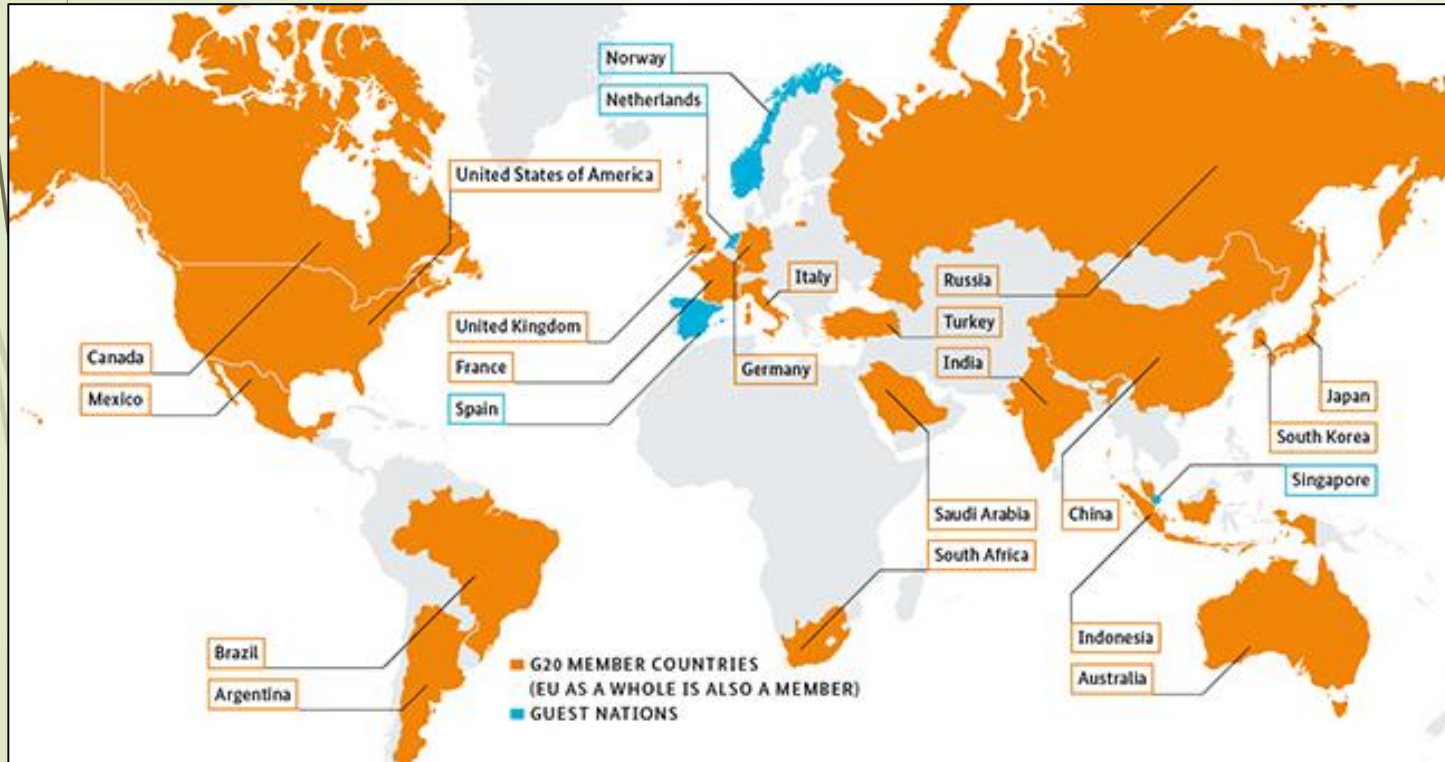 Norway
Netherlands
United States of America
Italy
Russia
United Kingdom
Turkey
Canada
France
Germany
India
Mexico
Spain
Japan
South Korea
Singapore
Saudi Arabia
China
South Africa
Indonesia
Brazil
Australia
Argentina
G20 MEMBER COUNTRIES
(EU AS A WHOLE IS ALSO A MEMBER)
GUEST NATIONS